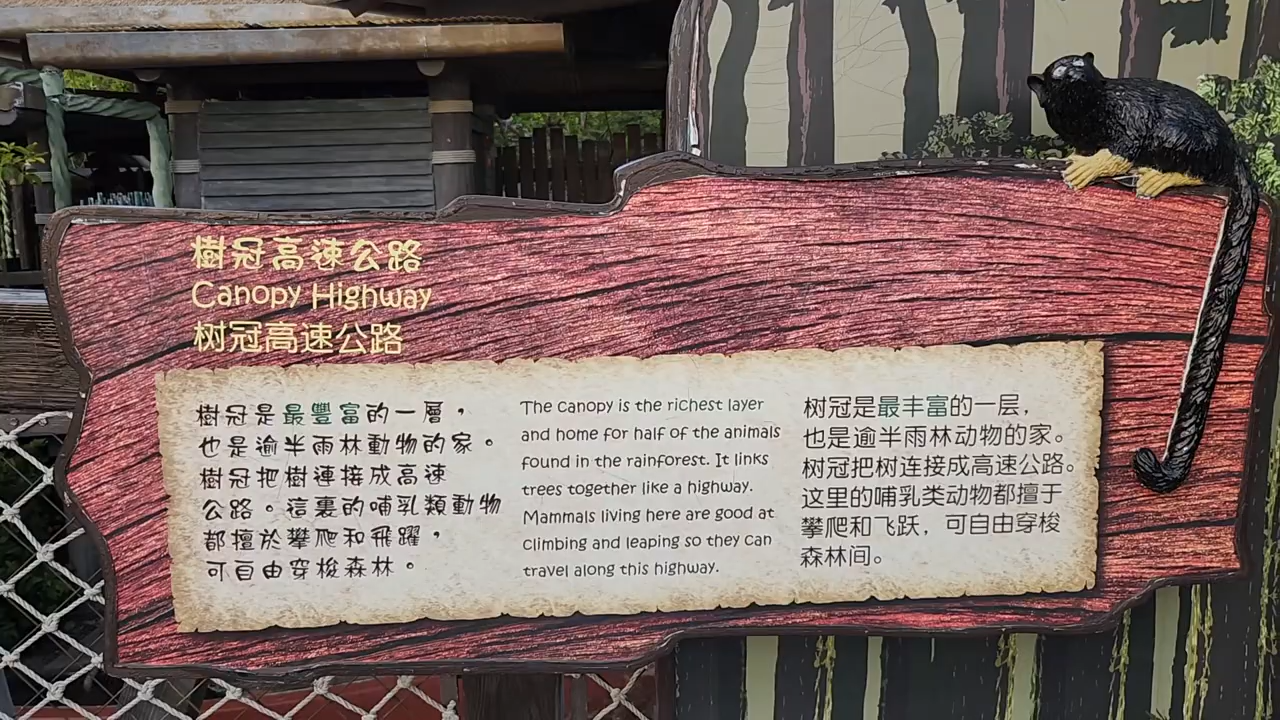 樹冠高速公路
Canopy Highway
树冠高速公路
樹冠是最豐富的一層，
也是逾半雨林動物的家。
樹冠把樹連接成高速
公路。這裏的哺乳類動物
都擅於攀爬和飛躍，
可自由穿梭森林。
The canopy is the richest layer
and home for half of the animals
found in the rainforest. It links
trees together like a highway.
Mammals living here are good at
climbing and leaping so they can
travel along this highway.
树冠是最丰富的一层，
也是逾半雨林动物的家。
树冠把树连接成高速公路。
这里的哺乳类动物都擅于
攀爬和飞跃，可自由穿梭
森林间。